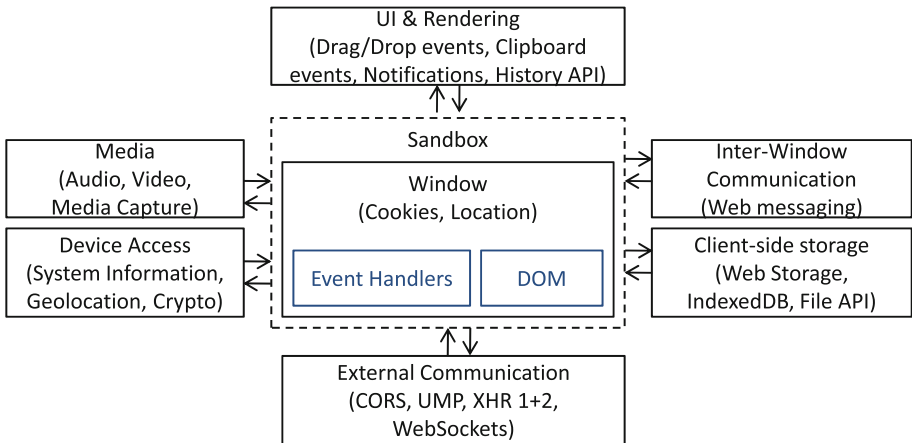 UI & Rendering
(Drag/Drop events, Clipboard
events, Notifications, History API)
Sandbox
Media
(Audio, Video,
Media Capture)
Window
(Cookies, Location)
Inter-Window
Communication
(Web messaging)
Device Access
(System Information,
Geolocation, Crypto)
Event Handlers
DOM
Client-side storage
(Web Storage,
IndexedDB, File API)
External Communication
(CORS, UMP, XHR 1+2,
WebSockets)